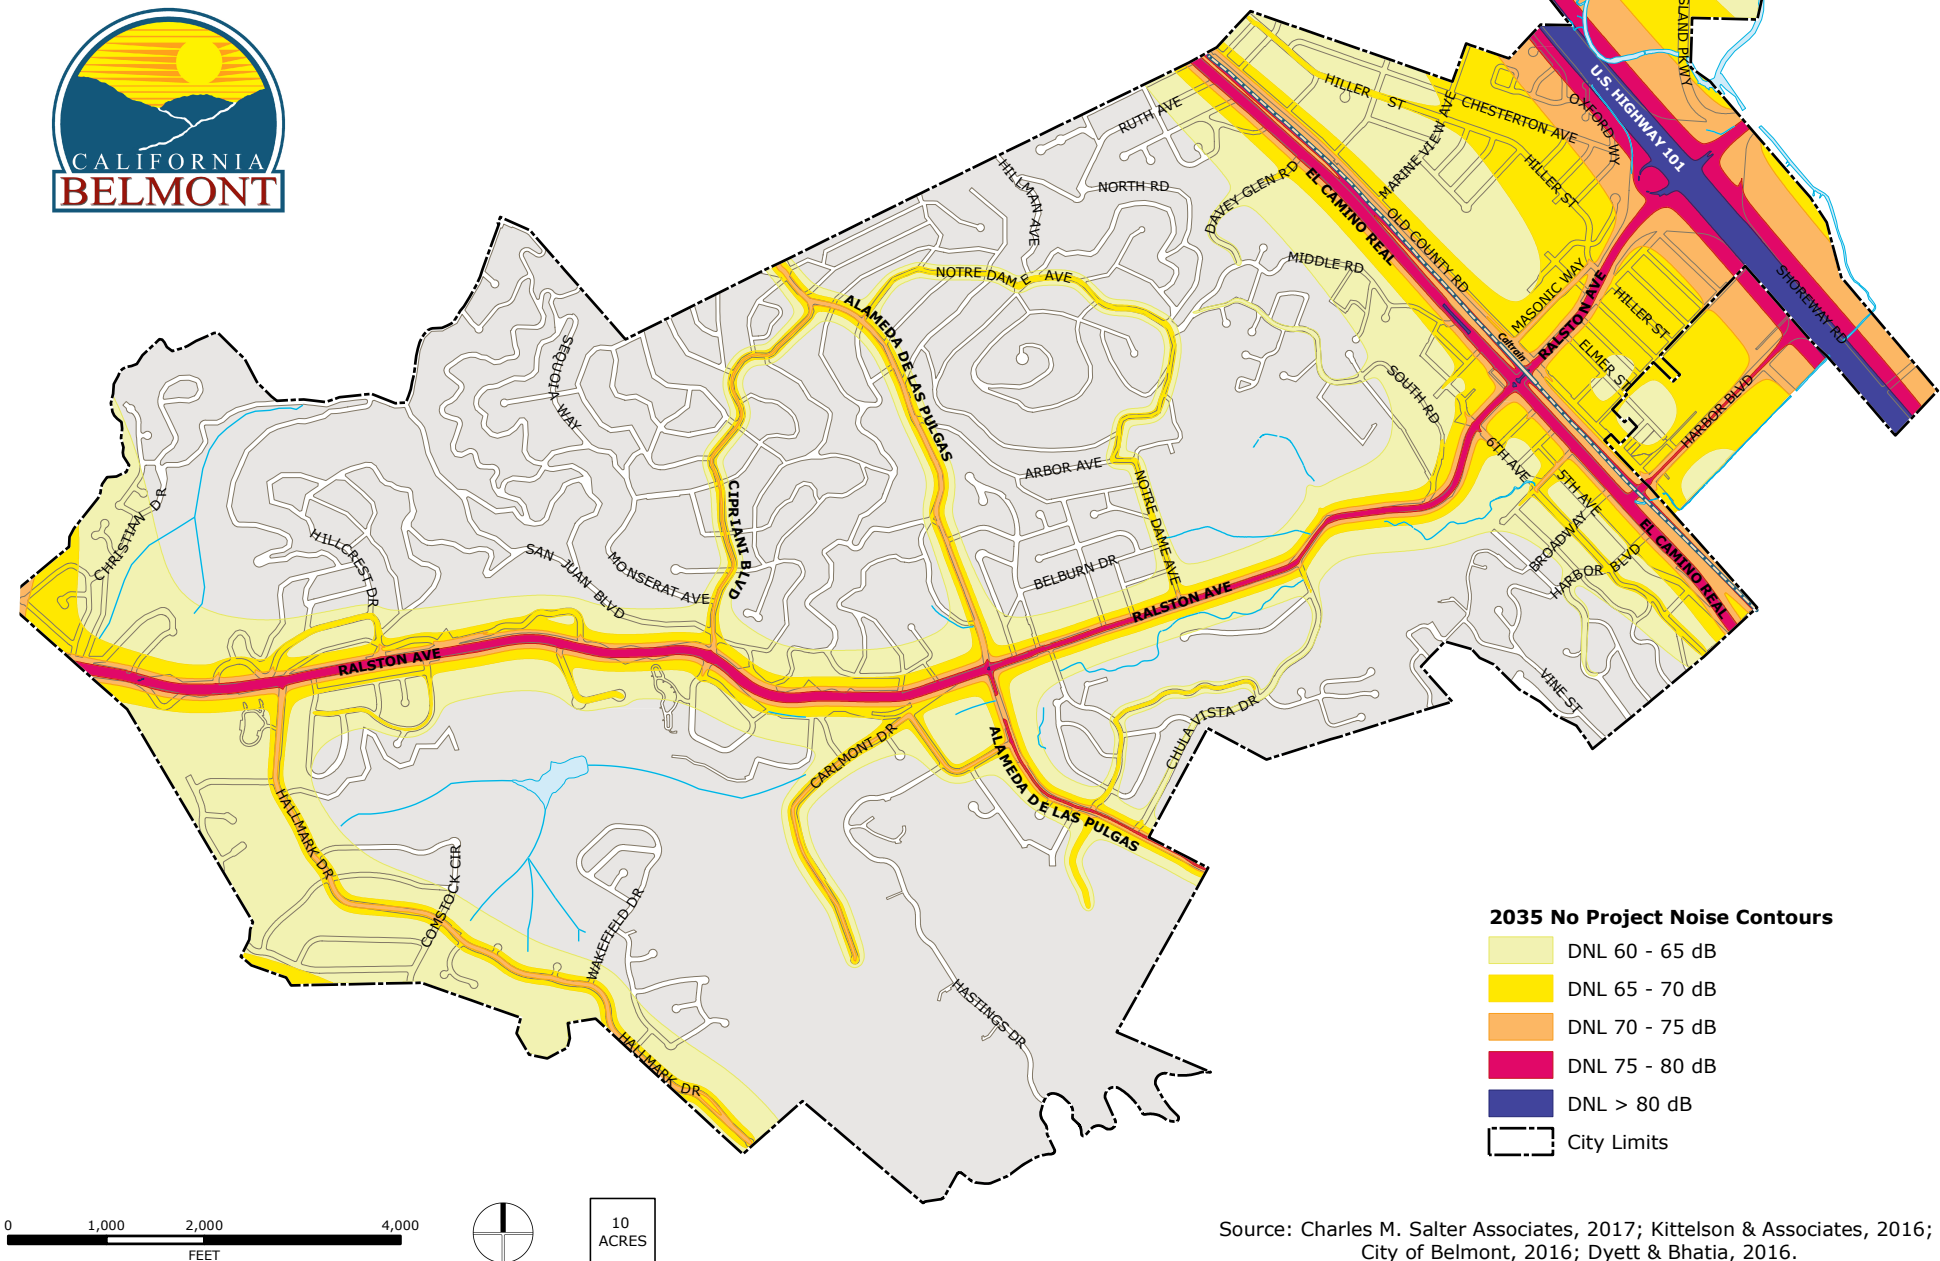 CALIFORNIA
BELMONT
SLAND PKWY
U.S. HIGHWAY 101
HILLER ST
CHESTERTON AVE
OXFORD WY
MARINE VIEW AVE
HILLER ST
RUTH AVE
HILLMAN AVE
NORTH RD
DAVEY GLEN RD
EL CAMINO REAL
OLD COUNTY RD
MIDDLE RD
MASONIC WAY
RALSTON AVE
HILLER ST
SHOREWAY RD
Caltrain
ELMER ST
HARBOR BLVD
NOTRE DAME AVE
ALAMEDA DE LAS PULGAS
SEQUOIA WAY
SOUTH RD
6TH AVE
5TH AVE
ARBOR AVE
NOTRE DAME AVE
CIPRIANI BLVD
CHRISTIAN DR
HILLCREST DR
SAN JUAN BLVD
MONSERAT AVE
BELBURN DR
BROADWAY
HARBOR BLVD
EL CAMINO REAL
RALSTON AVE
RALSTON AVE
VINE ST
CHULA VISTA DR
CARLMONT DR
ALAMEDA DE LAS PULGAS
HALLMARK DR
COMSTOCK CIR
WAKEFIELD DR
HASTINGS DR
HALLMARK DR
2035 No Project Noise Contours
DNL 60 - 65 dB
DNL 65 - 70 dB
DNL 70 - 75 dB
DNL 75 - 80 dB
DNL > 80 dB
City Limits
0 1,000 2,000 4,000
FEET
10
ACRES
Source: Charles M. Salter Associates, 2017; Kittelson & Associates, 2016;
City of Belmont, 2016; Dyett & Bhatia, 2016.